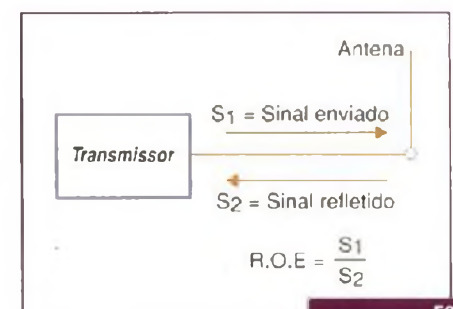 Antena
S1 = Sinal enviado
Transmissor
S2 = Sinal refletido
R.O.E = S1
S2